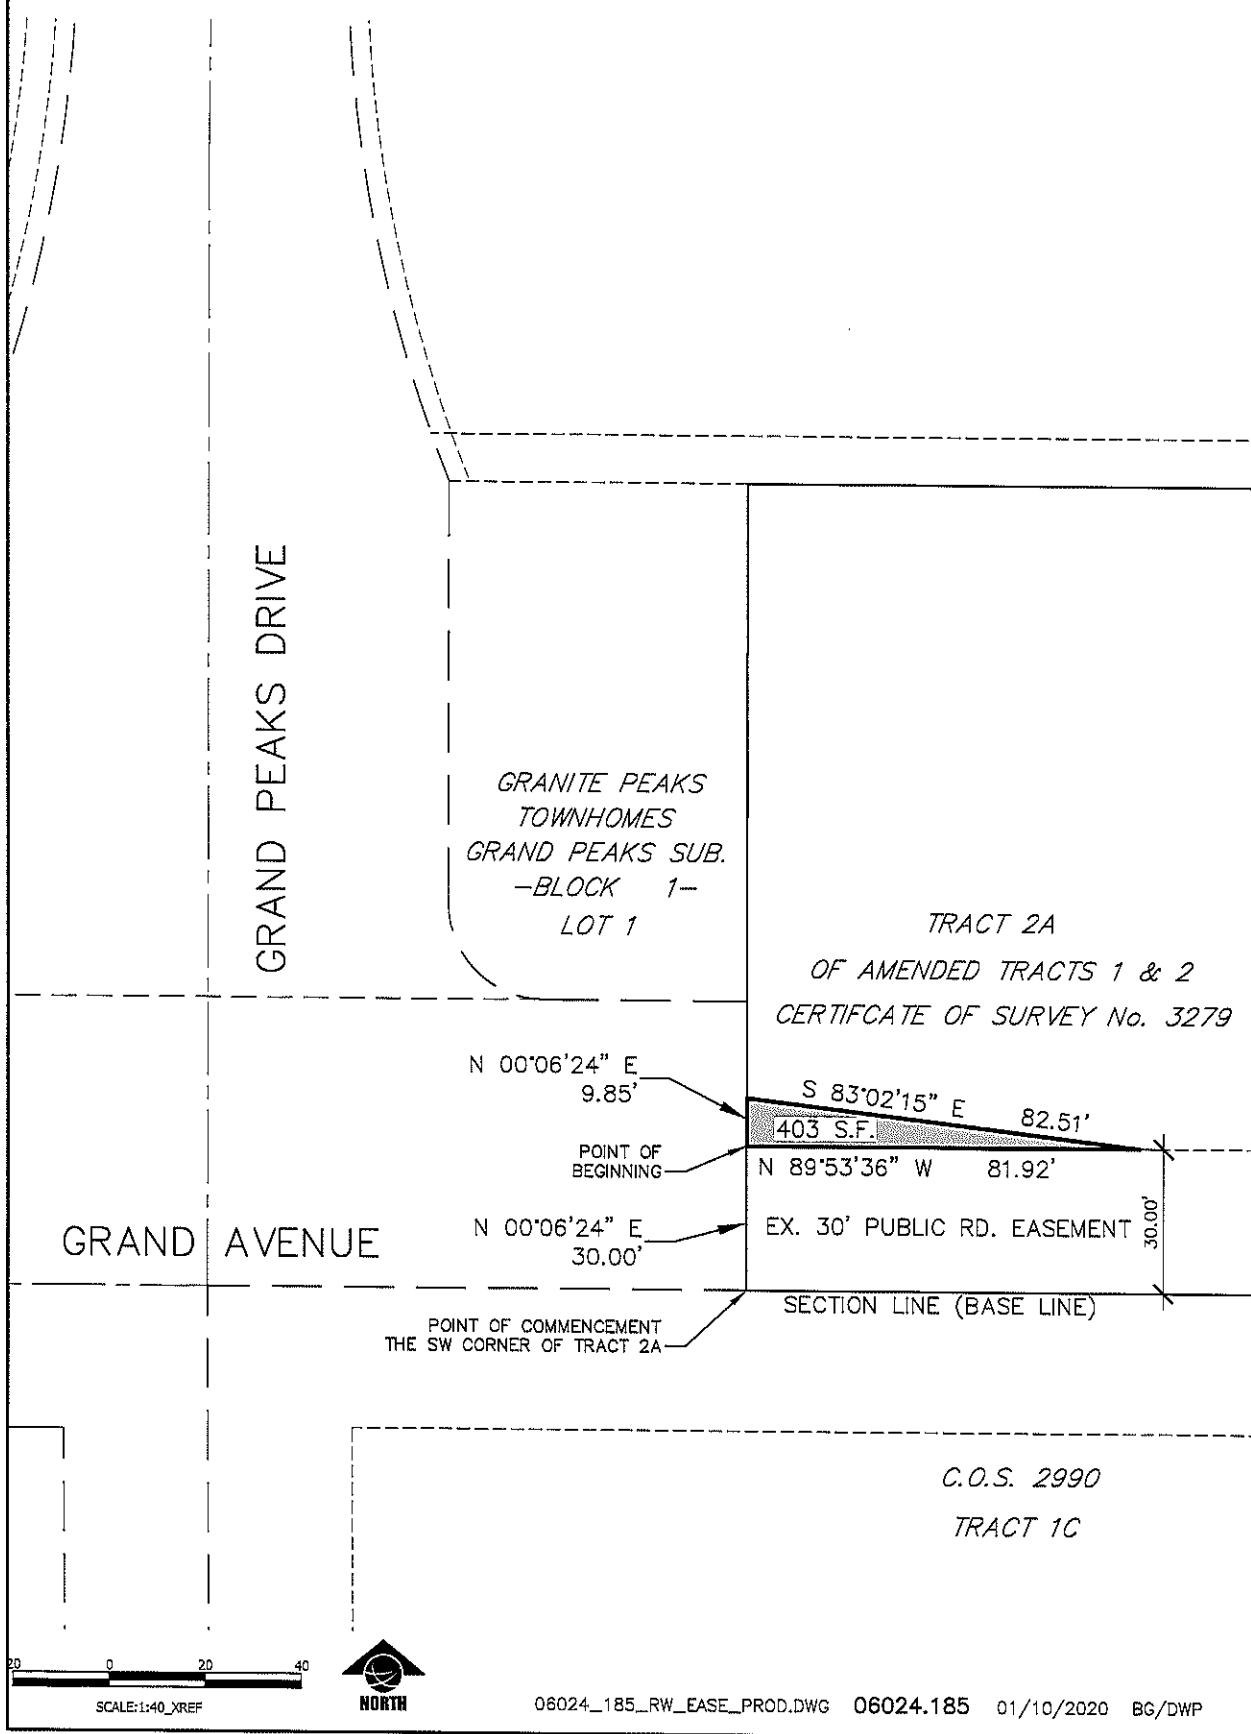 GRAND PEAKS DRIVE
GRANITE PEAKS
TOWNHOMES
GRAND PEAKS SUB.
-BLOCK 1-
LOT 1
TRACT 2A
OF AMENDED TRACTS 1 & 2
CERTIFCATE OF SURVEY No. 3279
N 00°06'24" E
9.85'
S 83°02'15" E 82.51'
403 S.F.
POINT OF
BEGINNING
N 89°53'36" W 81.92'
GRAND AVENUE
N 00°06'24" E
30.00'
EX. 30' PUBLIC RD. EASEMENT
30.00'
SECTION LINE (BASE LINE)
POINT OF COMMENCEMENT
THE SW CORNER OF TRACT 2A
C.O.S. 2990
TRACT 1C
20 0 20 40
SCALE:1:40_XREF
NORTH
06024_185_RW_EASE_PROD.DWG 06024.185 01/10/2020 BG/DWP